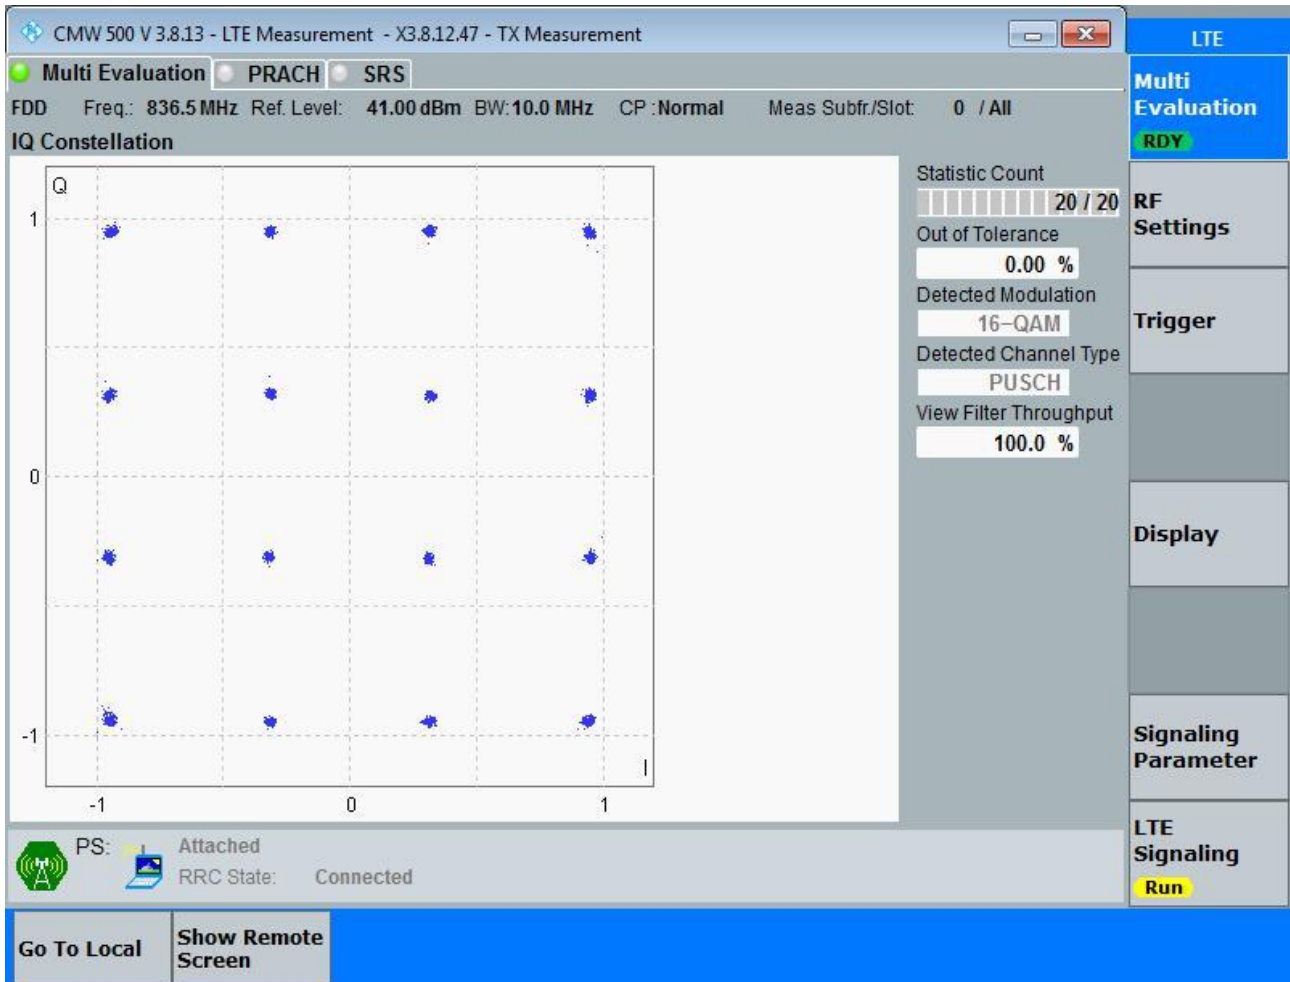 CMW 500 V 3.8.13 - LTE Measurement - X3.8.12.47 - TX Measurement
LTE
Multi Evaluation PRACH SRS
FDD Freq.: 836.5 MHz Ref. Level: 41.00 dBm BW: 10.0 MHz CP : Normal Meas Subfr./Slot: 0 / All
IQ Constellation
Q
1
0
-1
I
-1 0 1
Statistic Count
20 / 20
Out of Tolerance
0.00 %
Detected Modulation
16-QAM
Detected Channel Type
PUSCH
View Filter Throughput
100.0 %
Multi
Evaluation
RDY
RF
Settings
Trigger
Display
Signaling
Parameter
LTE
Signaling
Run
PS: Attached
RRC State: Connected
Go To Local
Show Remote
Screen